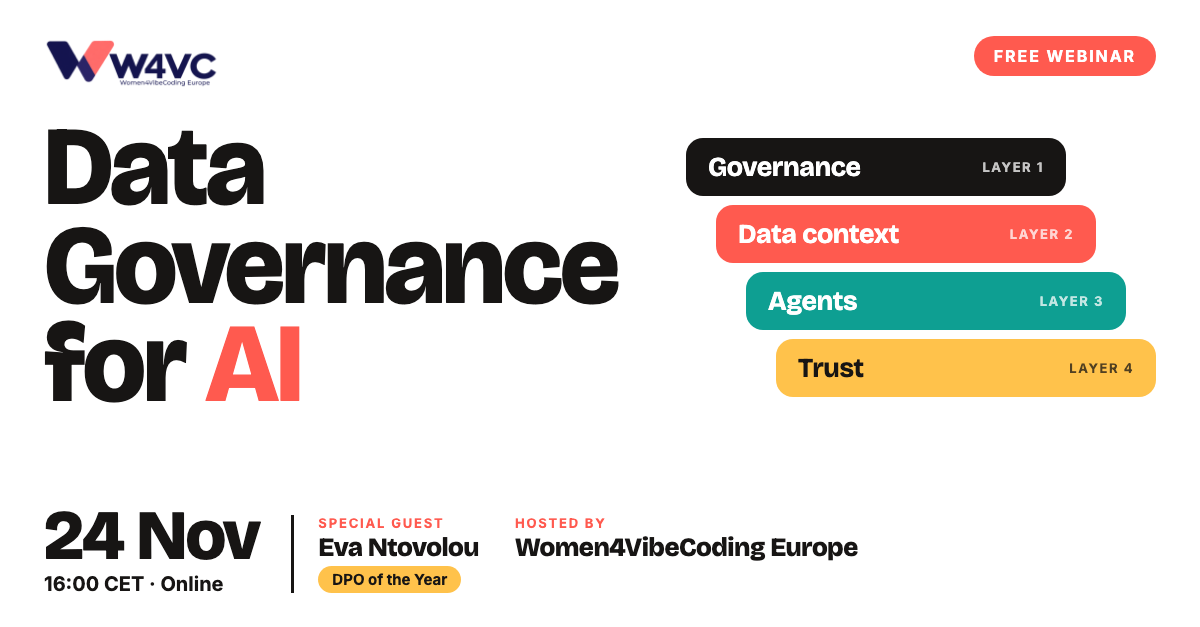 W4VC
Women4VibeCoding Europe
FREE WEBINAR
Data
Governance
for AI
Governance LAYER 1
Data context LAYER 2
Agents LAYER 3
Trust LAYER 4
24 Nov
16:00 CET · Online
SPECIAL GUEST
Eva Ntovolou
DPO of the Year
HOSTED BY
Women4VibeCoding Europe